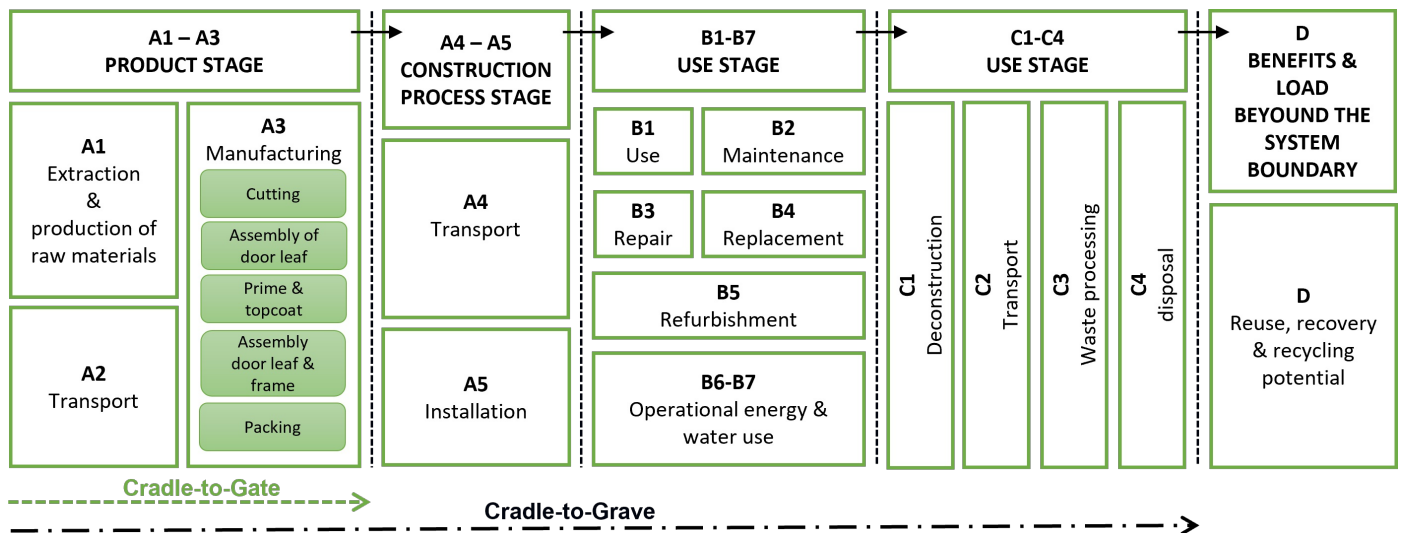 A1 – A3
PRODUCT STAGE
A4 – A5
CONSTRUCTION
PROCESS STAGE
B1-B7
USE STAGE
C1-C4
USE STAGE
D
BENEFITS &
LOAD
BEYOUND THE
SYSTEM
BOUNDARY
A1
Extraction
&
production of
raw materials
A2
Transport
A3
Manufacturing
Cutting
Assembly of
door leaf
Prime &
topcoat
Assembly
door leaf &
frame
Packing
A4
Transport
A5
Installation
B1
Use
B2
Maintenance
B3
Repair
B4
Replacement
B5
Refurbishment
B6-B7
Operational energy &
water use
C1
Deconstruction
C2
Transport
C3
Waste processing
C4
disposal
D
Reuse, recovery
& recycling
potential
Cradle-to-Gate
Cradle-to-Grave